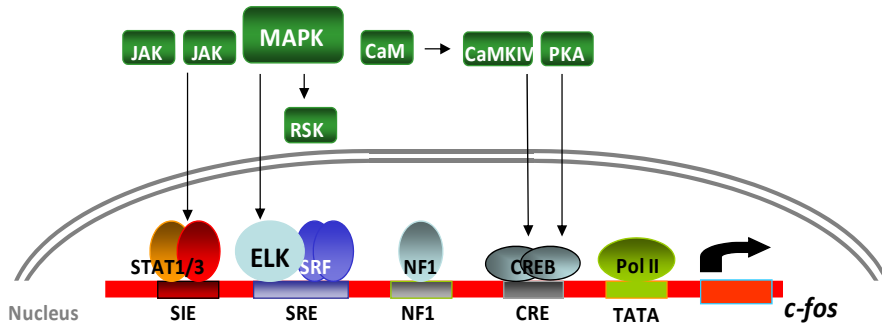 JAK JAK MAPK CaM CaMKIV PKA
RSK
STAT1/3 ELK SRF NF1 CREB Pol II
Nucleus SIE SRE NF1 CRE TATA c-fos